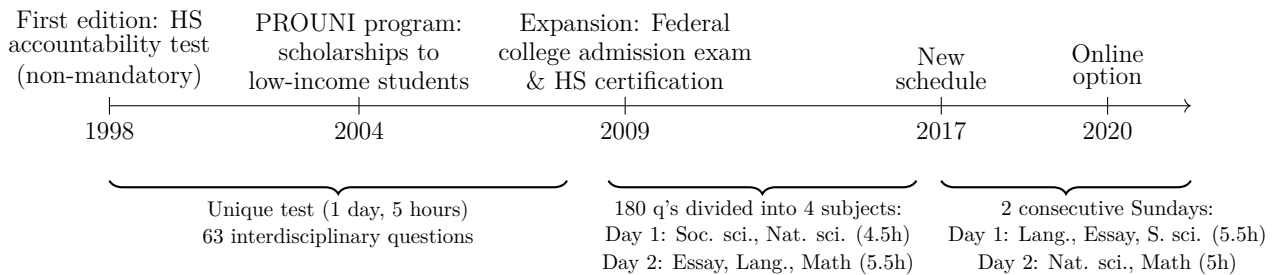 First edition: HS
accountability test
(non-mandatory)
PROUNI program:
scholarships to
low-income students
Expansion: Federal
college admission exam
& HS certification
New
schedule
Online
option
1998
2004
2009
2017
2020
Unique test (1 day, 5 hours)
63 interdisciplinary questions
180 q's divided into 4 subjects:
Day 1: Soc. sci., Nat. sci. (4.5h)
Day 2: Essay, Lang., Math (5.5h)
2 consecutive Sundays:
Day 1: Lang., Essay, S. sci. (5.5h)
Day 2: Nat. sci., Math (5h)